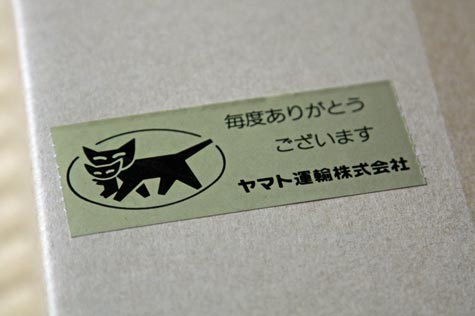 毎度ありがとう
ございます
ヤマト運輸株式会社